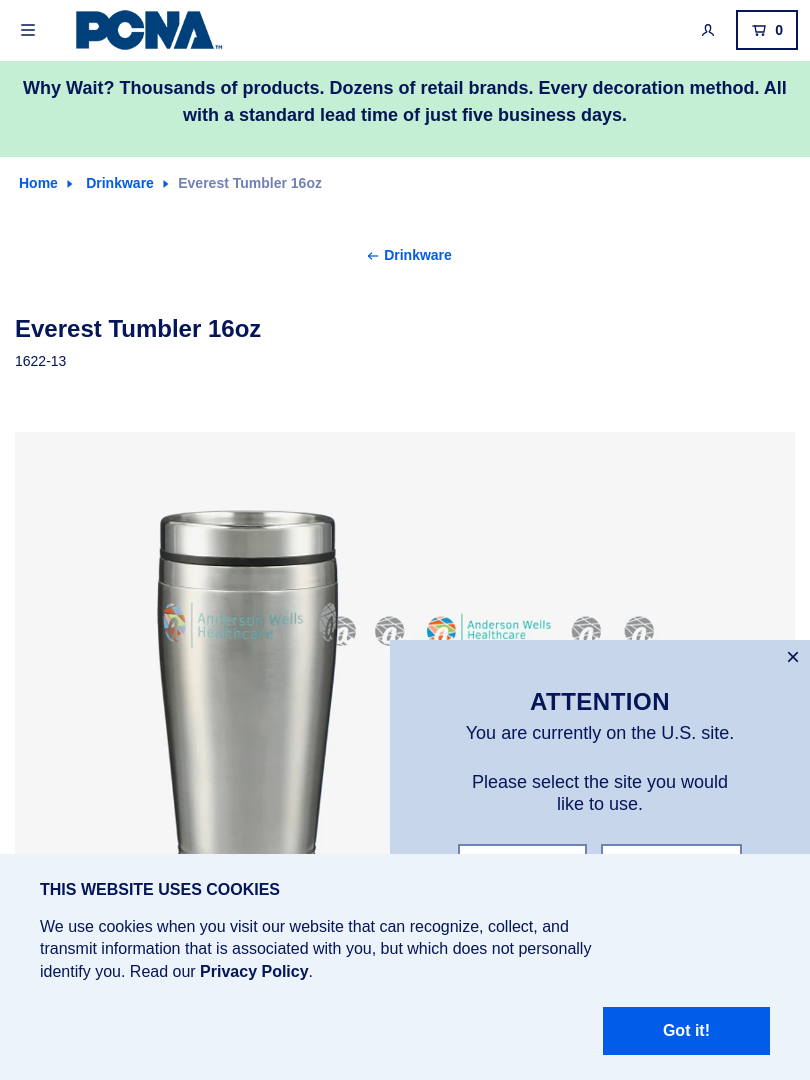 PCNA™
0
Why Wait? Thousands of products. Dozens of retail brands. Every decoration method. All
with a standard lead time of just five business days.
Home
Drinkware
Everest Tumbler 16oz
Drinkware
Everest Tumbler 16oz
1622-13
Anderson Wells
Healthcare
Anderson Wells
Healthcare
ATTENTION
You are currently on the U.S. site.
Please select the site you would
like to use.
THIS WEBSITE USES COOKIES
We use cookies when you visit our website that can recognize, collect, and
transmit information that is associated with you, but which does not personally
identify you. Read our Privacy Policy.
Got it!